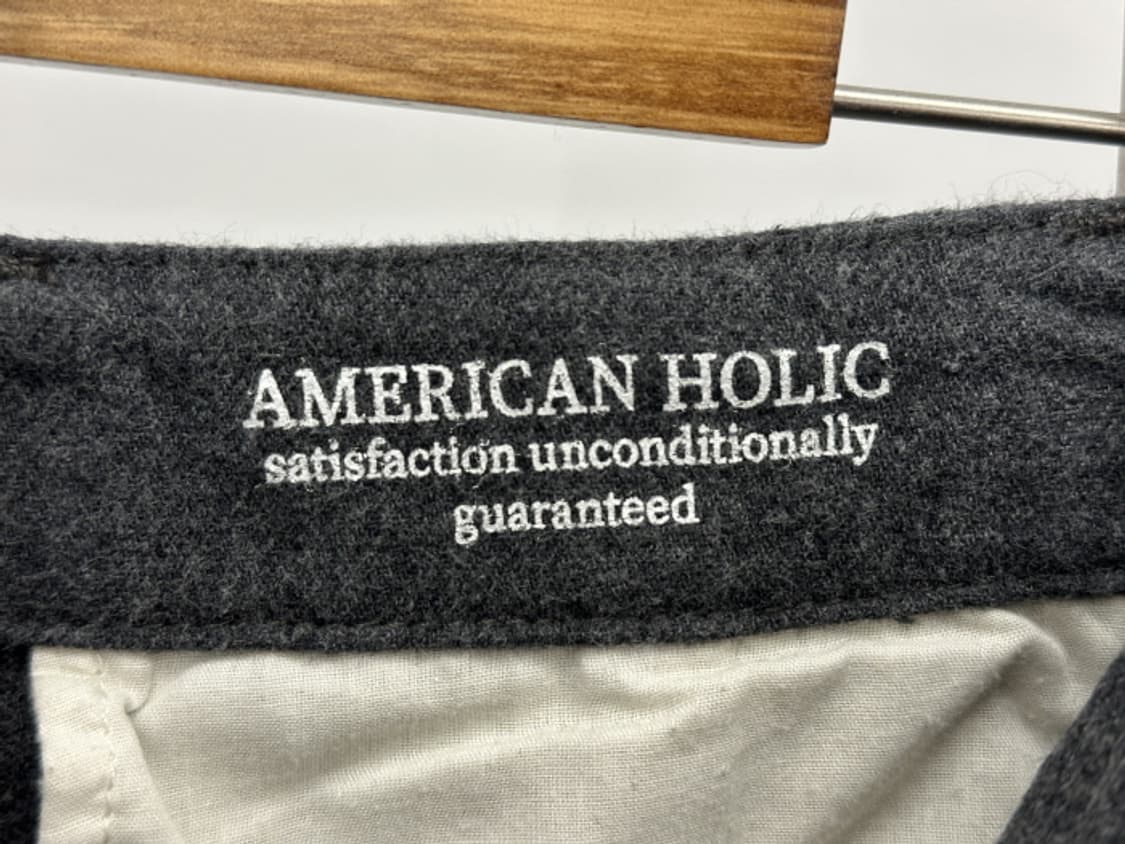 AMERICAN HOLIC
satisfaction unconditionally
guaranteed